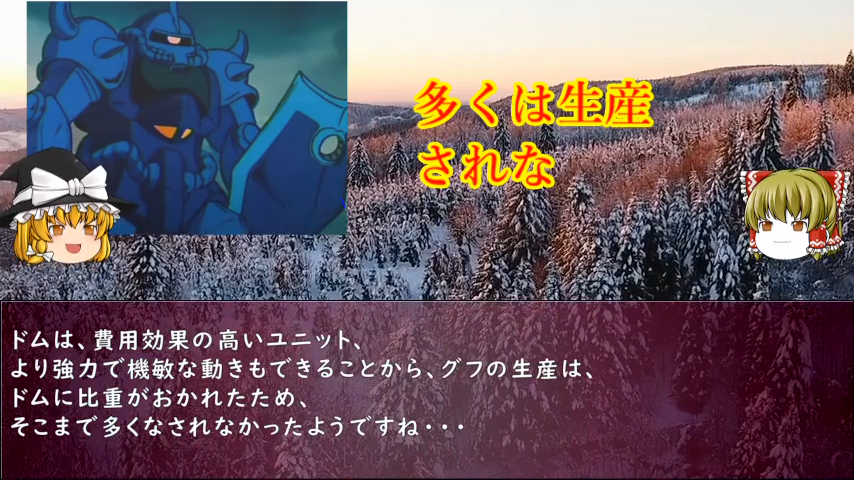 多くは生産
されな
ドムは、費用効果の高いユニット、
より強力で機敏な動きもできることから、グフの生産は、
ドムに比重がおかれたため、
そこまで多くなされなかったようですね・・・